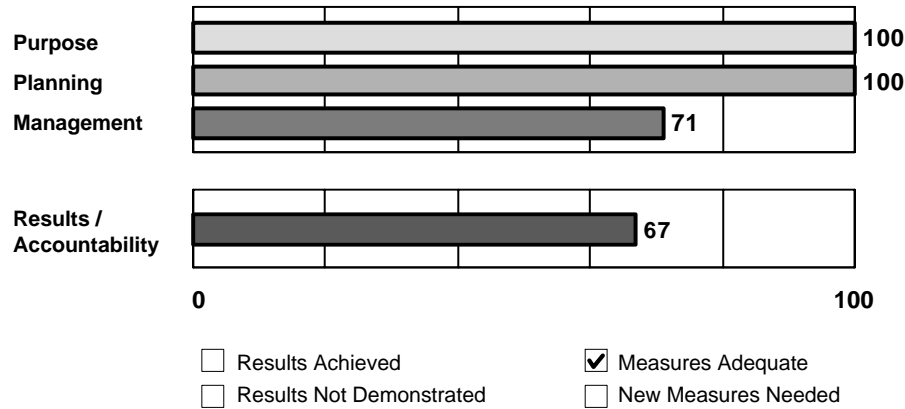 Purpose 100
Planning 100
Management 71
Results /
Accountability 67
0 100
Results Achieved Measures Adequate
Results Not Demonstrated New Measures Needed